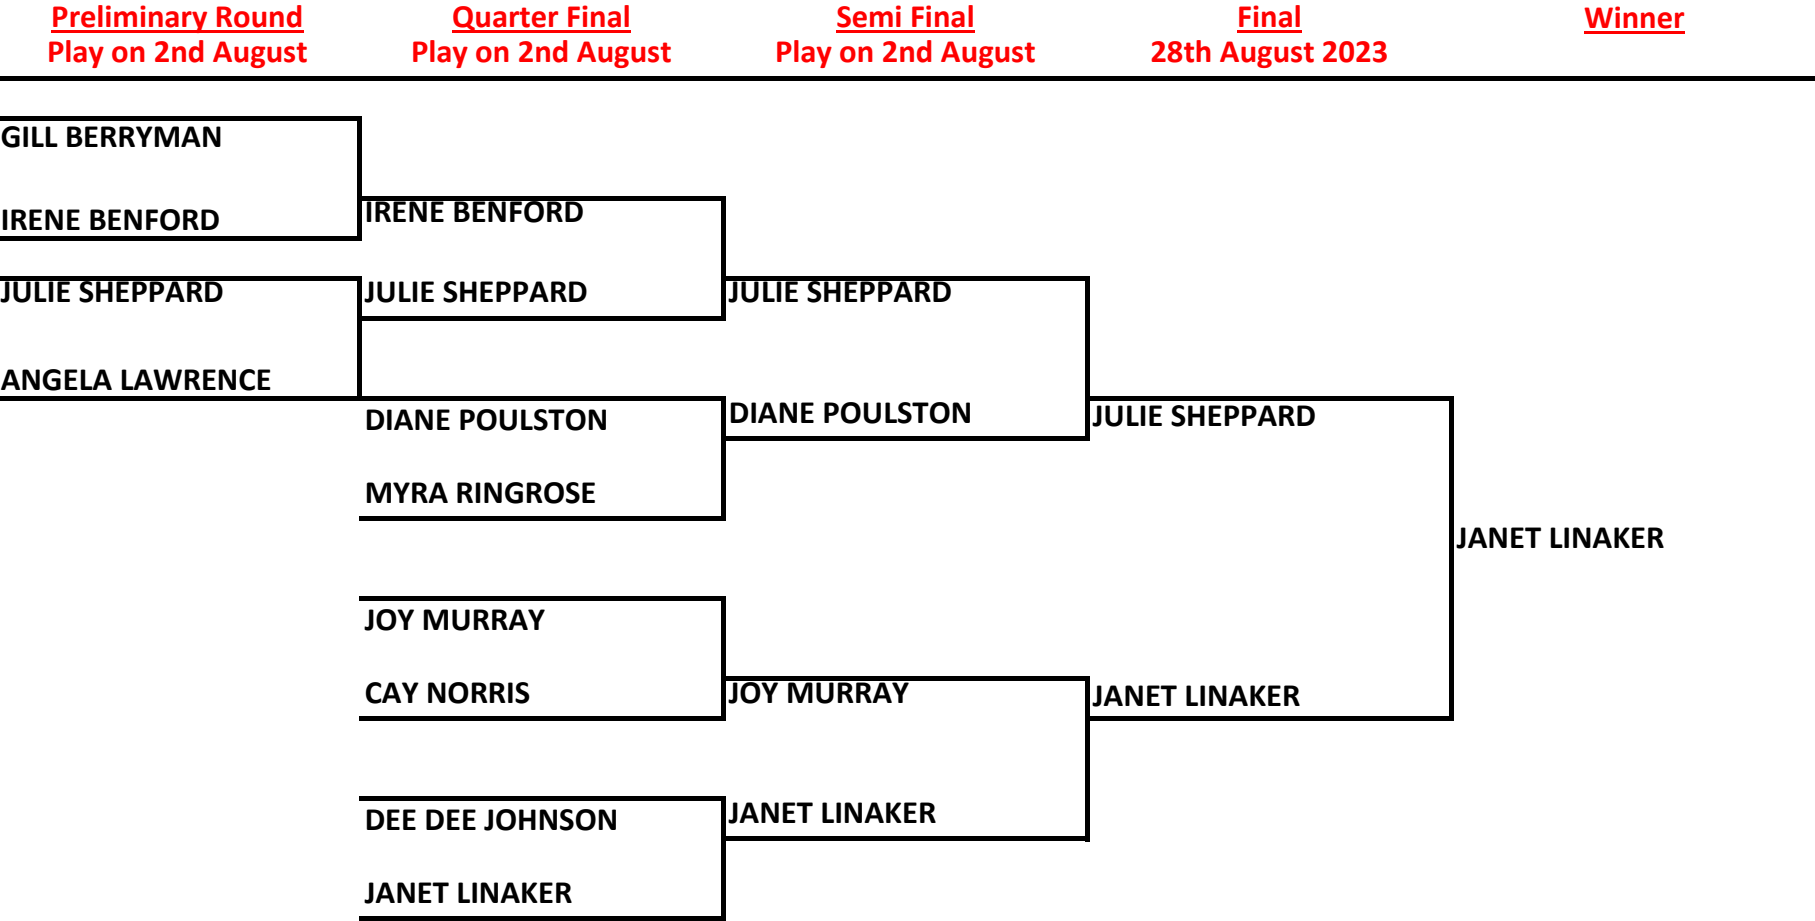 Preliminary Round
Play on 2nd August
Quarter Final
Play on 2nd August
Semi Final
Play on 2nd August
Final
28th August 2023
Winner
GILL BERRYMAN
IRENE BENFORD
JULIE SHEPPARD
ANGELA LAWRENCE
IRENE BENFORD
JULIE SHEPPARD
DIANE POULSTON
MYRA RINGROSE
JOY MURRAY
CAY NORRIS
DEE DEE JOHNSON
JANET LINAKER
JULIE SHEPPARD
DIANE POULSTON
JOY MURRAY
JANET LINAKER
JULIE SHEPPARD
JANET LINAKER
JANET LINAKER